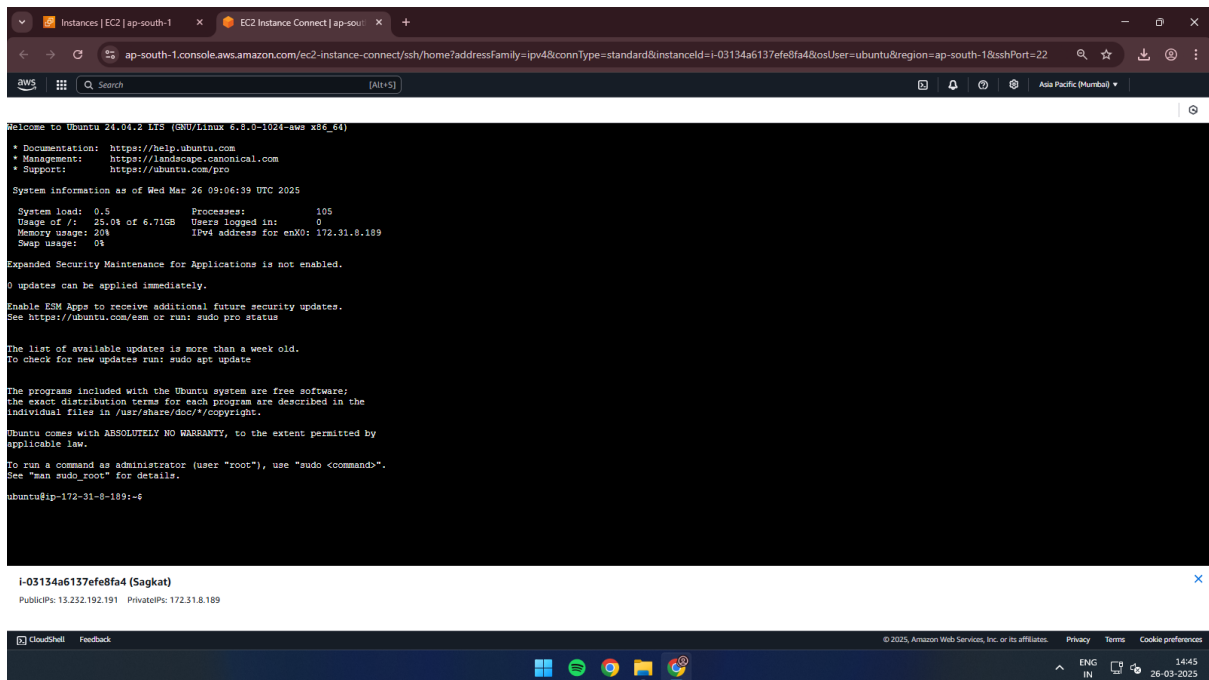 Instances | EC2 | ap-south-1
EC2 Instance Connect | ap-sout
ap-south-1.console.aws.amazon.com/ec2-instance-connect/ssh/home?addressFamily=ipv4&connType=standard&instanceId=i-03134a6137efe8fa4&osUser=ubuntu&region=ap-south-1&sshPort=22
aws
Search [Alt+S]
Asia Pacific (Mumbai)
Welcome to Ubuntu 24.04.2 LTS (GNU/Linux 6.8.0-1024-aws x86_64)
* Documentation: https://help.ubuntu.com
* Management: https://landscape.canonical.com
* Support: https://ubuntu.com/pro
System information as of Wed Mar 26 09:06:39 UTC 2025
System load: 0.5 Processes: 105
Usage of /: 25.0% of 6.71GB Users logged in: 0
Memory usage: 20% IPv4 address for enX0: 172.31.8.189
Swap usage: 0%
Expanded Security Maintenance for Applications is not enabled.
0 updates can be applied immediately.
Enable ESM Apps to receive additional future security updates.
See https://ubuntu.com/esm or run: sudo pro status
The list of available updates is more than a week old.
To check for new updates run: sudo apt update
The programs included with the Ubuntu system are free software;
the exact distribution terms for each program are described in the
individual files in /usr/share/doc/*/copyright.
Ubuntu comes with ABSOLUTELY NO WARRANTY, to the extent permitted by
applicable law.
To run a command as administrator (user "root"), use "sudo <command>".
See "man sudo_root" for details.
ubuntu@ip-172-31-8-189:~$
i-03134a6137efe8fa4 (Sagkat)
PublicIPs: 13.232.192.191 PrivateIPs: 172.31.8.189
CloudShell Feedback © 2025, Amazon Web Services, Inc. or its affiliates. Privacy Terms Cookie preferences
ENG 14:45
IN 26-03-2025